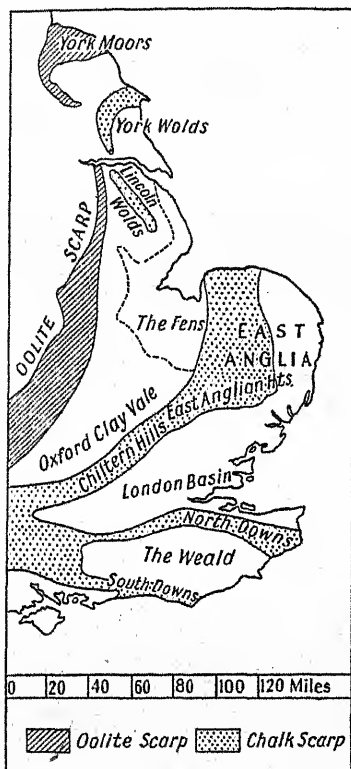 York Moors
York Wolds
Lincoln
Wolds
OOLITE SCARP
The Fens
EAST
ANGLIA
Oxford Clay Vale
Chiltern Hills East Anglian Hts.
London Basin
North Downs
The Weald
South Downs
0 20 40 60 80 100 120 Miles
Oolite Scarp Chalk Scarp